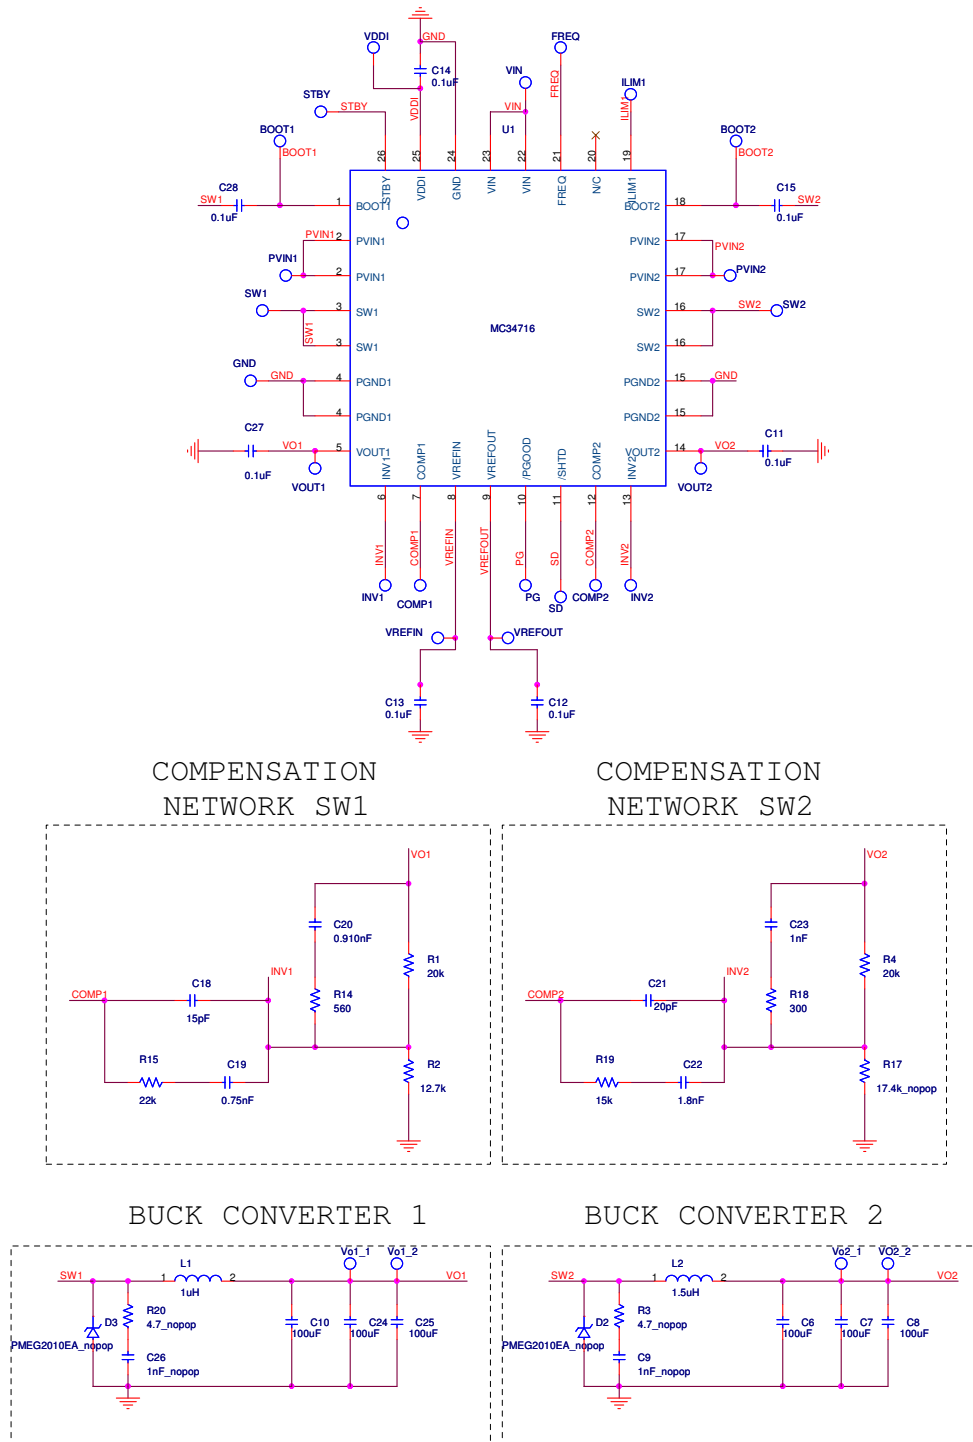 VDDI
GND
FREQ
C14
0.1uF
VIN
ILIM1
STBY
STBY
VDDI
VIN
FREQ
ILIM1
U1
BOOT1
BOOT1
BOOT2
BOOT2
26
25
24
23
22
21
20
19
STBY
VDDI
GND
VIN
VIN
FREQ
N/C
ILIM1
SW1
C28
0.1uF
1
BOOT1
BOOT2
18
C15
0.1uF
SW2
PVIN1
2
PVIN1
PVIN2
17
PVIN2
PVIN1
2
PVIN1
PVIN2
17
PVIN2
SW1
3
SW1
SW2
16
SW2
SW2
SW1
3
SW1
SW2
16
MC34716
GND
GND
4
PGND1
PGND2
15
GND
4
PGND1
PGND2
15
C27
0.1uF
VO1
5
VOUT1
VOUT2
14
VO2
C11
0.1uF
VOUT1
VOUT2
INV1
COMP1
VREFIN
VREFOUT
/PGOOD
/SHTD
COMP2
INV2
6
7
8
9
10
11
12
13
INV1
COMP1
VREFIN
VREFOUT
PG
SD
COMP2
INV2
INV1
COMP1
PG
SD
COMP2
INV2
VREFIN
VREFOUT
C13
0.1uF
C12
0.1uF
COMPENSATION
NETWORK SW1
COMPENSATION
NETWORK SW2
VO1
C20
0.910nF
R1
20k
INV1
COMP1
C18
15pF
R14
560
R15
22k
C19
0.75nF
R2
12.7k
VO2
C23
1nF
R4
20k
INV2
COMP2
C21
20pF
R18
300
R19
15k
C22
1.8nF
R17
17.4k_nopop
BUCK CONVERTER 1
BUCK CONVERTER 2
SW1
1
L1
1uH
2
Vo1_1
Vo1_2
VO1
D3
PMEG2010EA_nopop
R20
4.7_nopop
C26
1nF_nopop
C10
100uF
C24
100uF
C25
100uF
SW2
1
L2
1.5uH
2
Vo2_1
VO2_2
VO2
D2
PMEG2010EA_nopop
R3
4.7_nopop
C9
1nF_nopop
C6
100uF
C7
100uF
C8
100uF